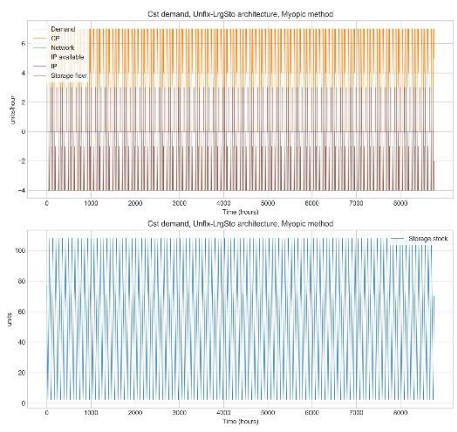 Cst demand, Unflx-LrgSto architecture, Myopic method
6
4
2
0
−2
−4
units/hour
Demand
CP
Network
IP available
IP
Storage flow
0 1000 2000 3000 4000 5000 6000 7000 8000
Time (hours)
Cst demand, Unflx-LrgSto architecture, Myopic method
Storage stock
100
80
60
40
20
0
units
0 1000 2000 3000 4000 5000 6000 7000 8000
Time (hours)